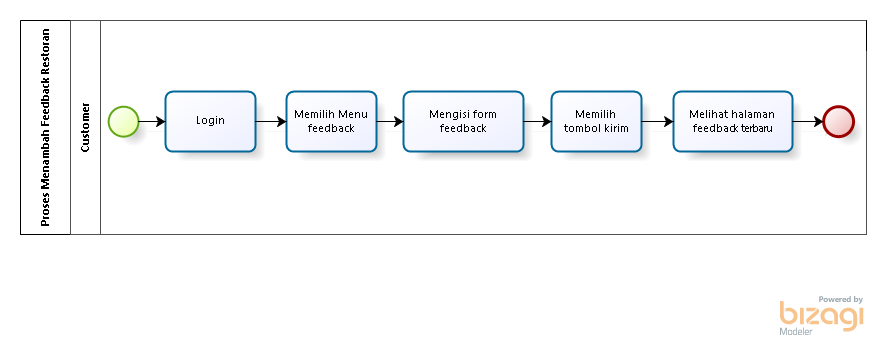 Proses Menambah Feedback Restoran
Customer
Login
Memilih Menu
feedback
Mengisi form
feedback
Memilih
tombol kirim
Melihat halaman
feedback terbaru
Powered by
bizagi
Modeler